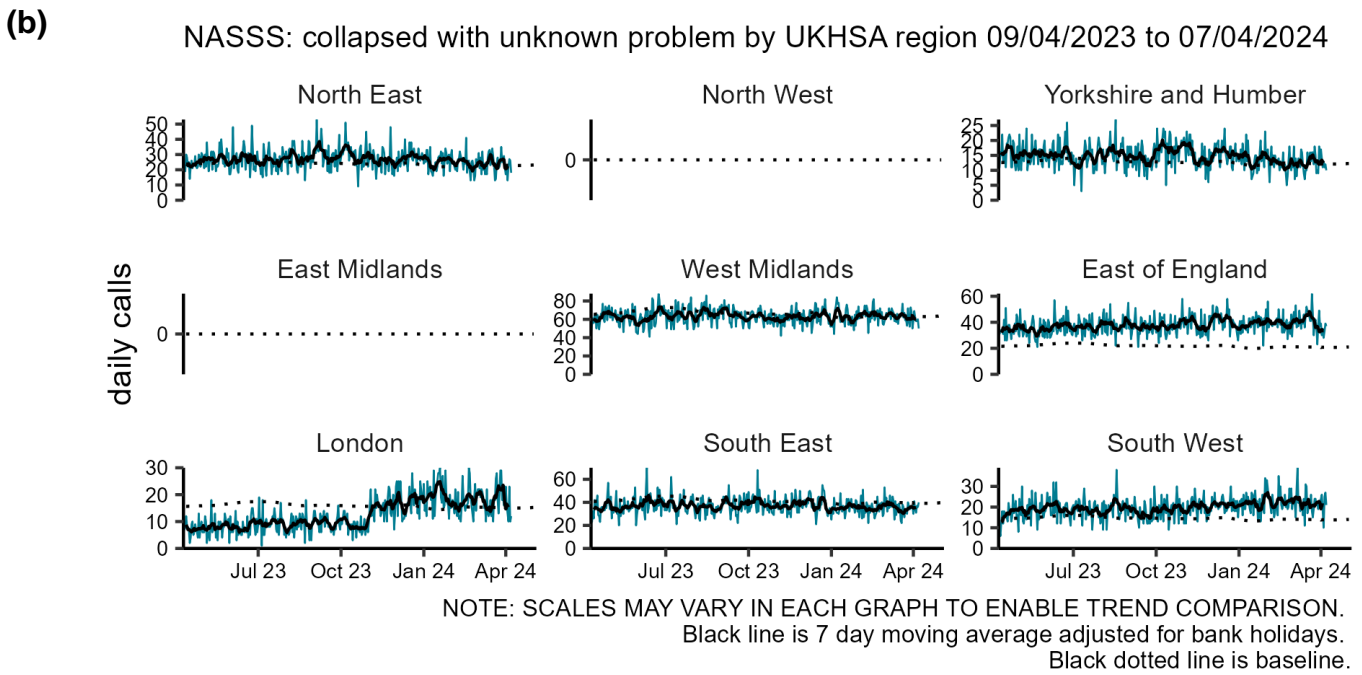 (b)
NASSS: collapsed with unknown problem by UKHSA region 09/04/2023 to 07/04/2024
North East
North West
Yorkshire and Humber
50
40
30
20
10
0
0
25
20
15
10
5
0
East Midlands
West Midlands
East of England
daily calls
0
80
60
40
20
0
60
40
20
0
London
South East
South West
30
20
10
0
60
40
20
0
30
20
10
0
Jul 23 Oct 23 Jan 24 Apr 24
Jul 23 Oct 23 Jan 24 Apr 24
Jul 23 Oct 23 Jan 24 Apr 24
NOTE: SCALES MAY VARY IN EACH GRAPH TO ENABLE TREND COMPARISON.
Black line is 7 day moving average adjusted for bank holidays.
Black dotted line is baseline.